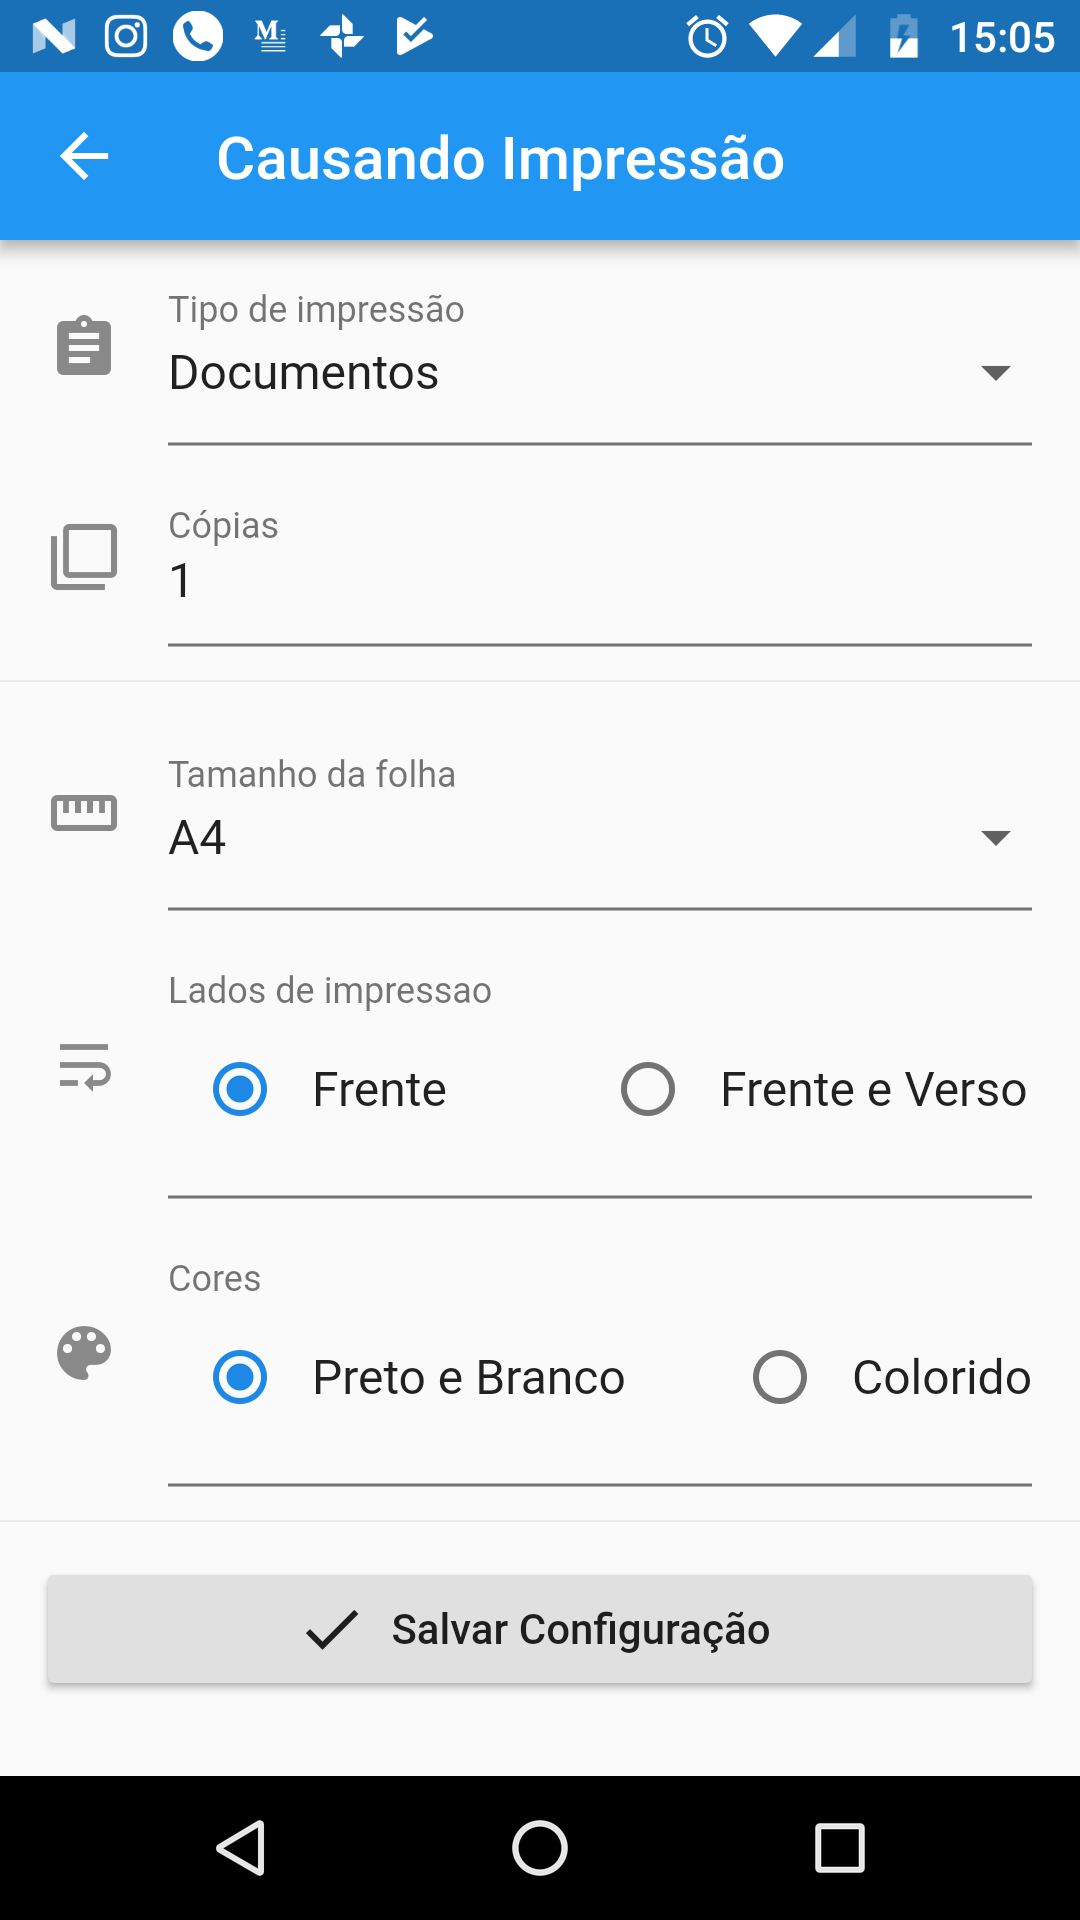 15:05
Causando Impressão
Tipo de impressão
Documentos
Cópias
1
Tamanho da folha
A4
Lados de impressao
Frente Frente e Verso
Cores
Preto e Branco Colorido
Salvar Configuração